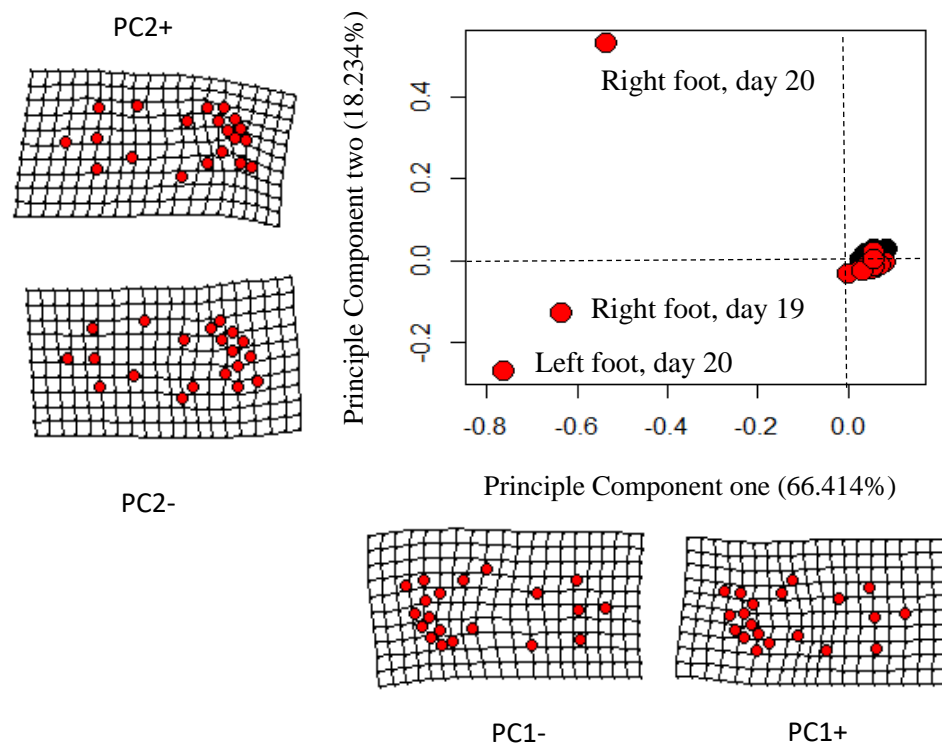 PC2+
Principle Component two (18.234%)
0.4
0.2
0.0
-0.2
Right foot, day 20
Right foot, day 19
Left foot, day 20
-0.8 -0.6 -0.4 -0.2 0.0
Principle Component one (66.414%)
PC2-
PC1-
PC1+